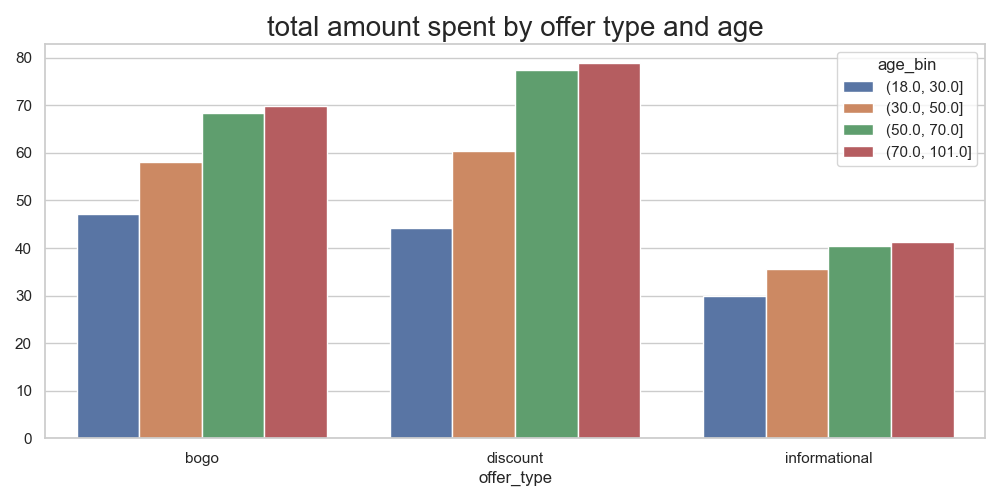 total amount spent by offer type and age
80
70
60
50
40
30
20
10
0
age_bin
(18.0, 30.0]
(30.0, 50.0]
(50.0, 70.0]
(70.0, 101.0]
bogo
discount
informational
offer_type